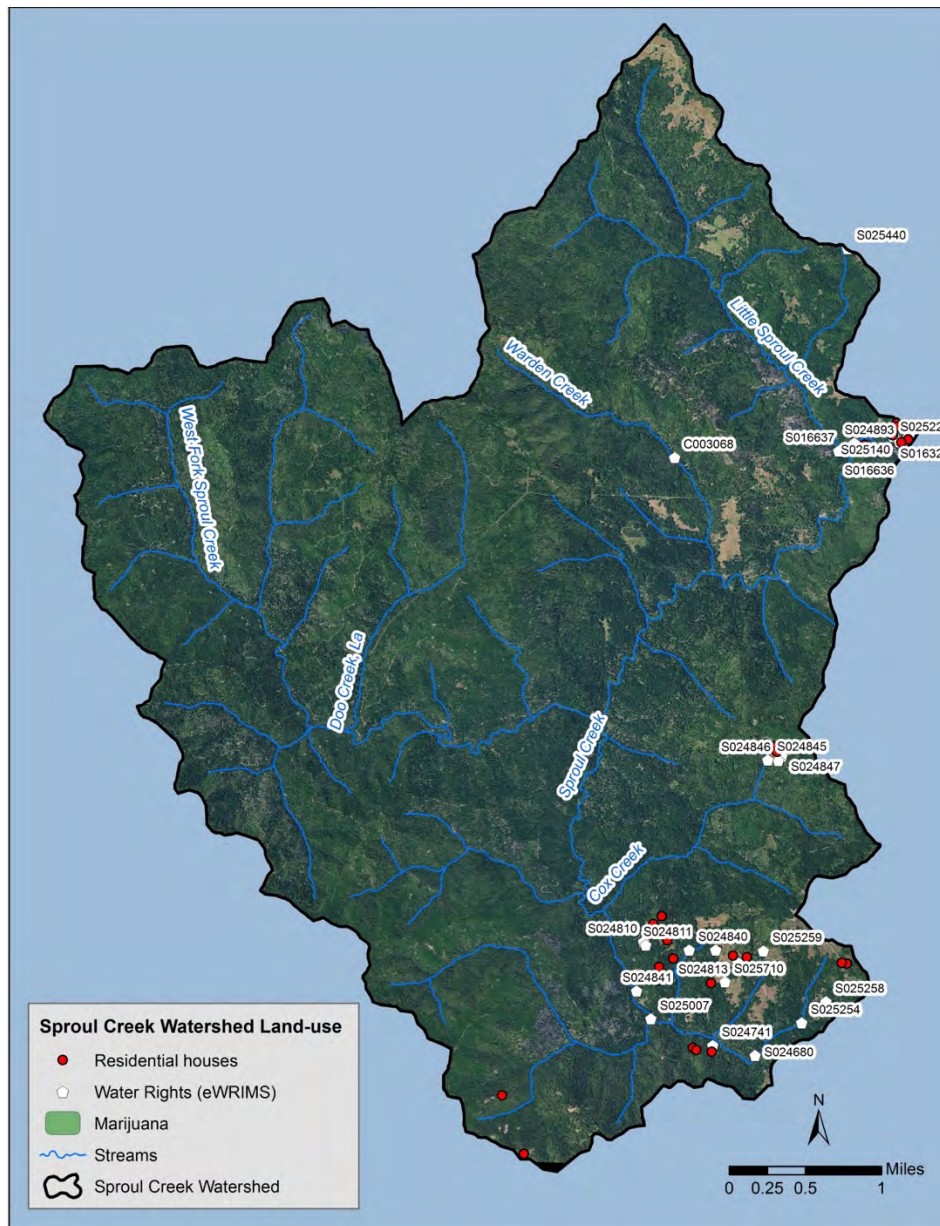 S025440
Little Sproul Creek
Warden Creek
S024893
S02522
S016637
C003068
S025140
S01632
S016636
West Fork Sproul Creek
Doo Creek, La
Sproul Creek
S024846
S024845
S024847
Cox Creek
S024810
S024811
S024840
S025259
S024841
S024813
S025710
S025258
S025007
S025254
S024741
S024680
Sproul Creek Watershed Land-use
Residential houses
Water Rights (eWRIMS)
Marijuana
Streams
Sproul Creek Watershed
N
Miles
0 0.25 0.5 1